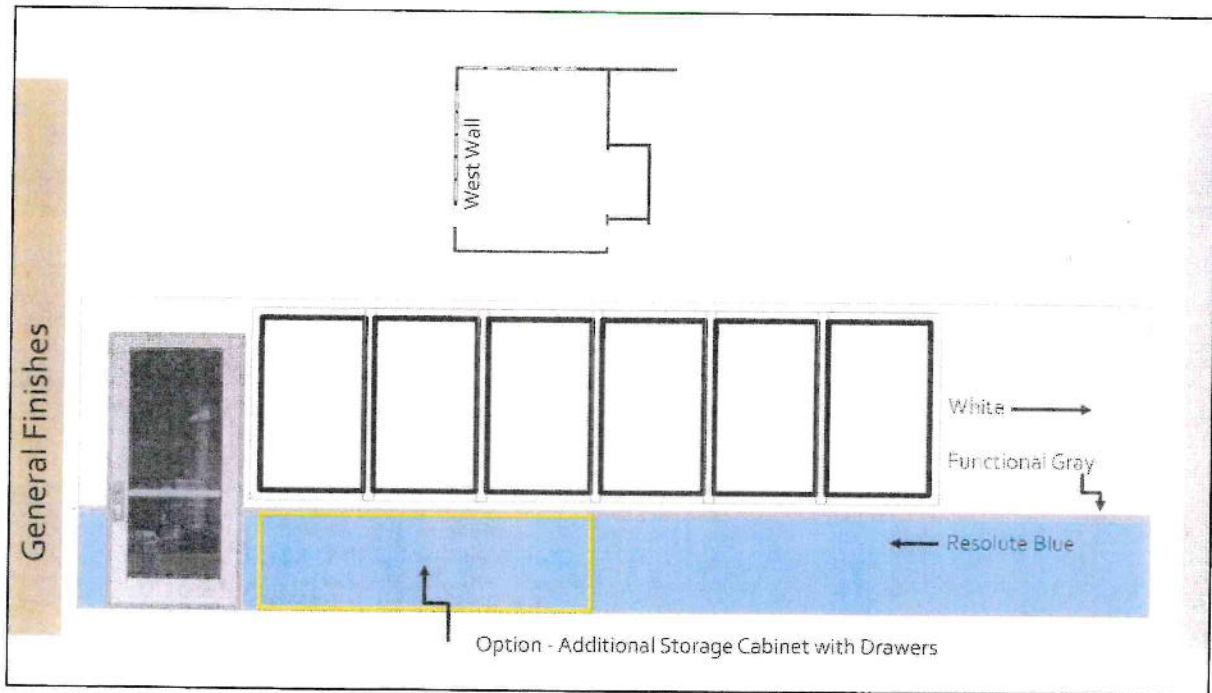 General Finishes
West Wall
White
Functional Gray
Resolute Blue
Option - Additional Storage Cabinet with Drawers